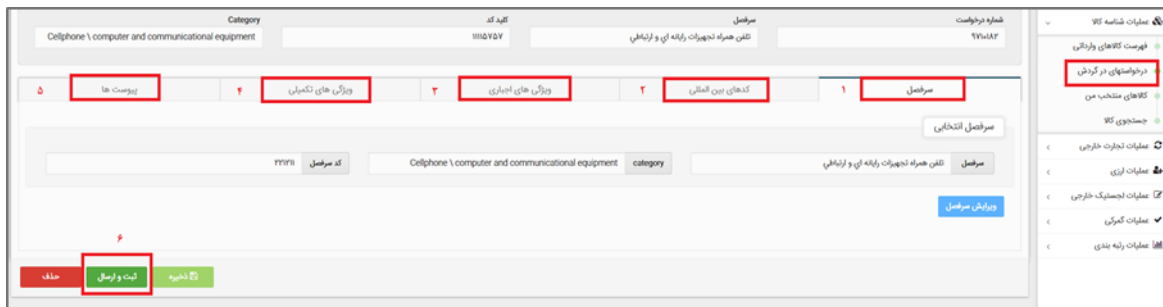 عملیات شناسه کالا
فهرست کالاهای وارداتی
درخواستهای در گردش
کالاهای منتخب من
جستجوی کالا
عملیات تجارت خارجی
عملیات ارزی
عملیات لجستیک خارجی
عملیات گمرکی
عملیات رتبه بندی
شماره درخواست سرفصل کلید کد Category
۹۷۱۰۱۸۲ تلفن همراه تجهیزات رایانه ای و ارتباطی ۱۱۱۱۵۷۵۷ Cellphone \ computer and communicational equipment
سرفصل ۱ کدهای بین المللی ۲ ویژگی های اجباری ۳ ویژگی های تکمیلی ۴ پیوست ها ۵
سرفصل انتخابی
سرفصل تلفن همراه تجهیزات رایانه ای و ارتباطی category Cellphone \ computer and communicational equipment کد سرفصل
ویرایش سرفصل
۶
ذخیره ثبت و ارسال حذف